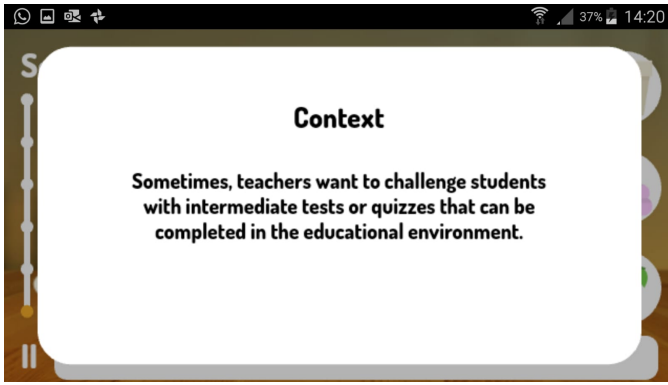 37% 14:20
S
Context
Sometimes, teachers want to challenge students
with intermediate tests or quizzes that can be
completed in the educational environment.